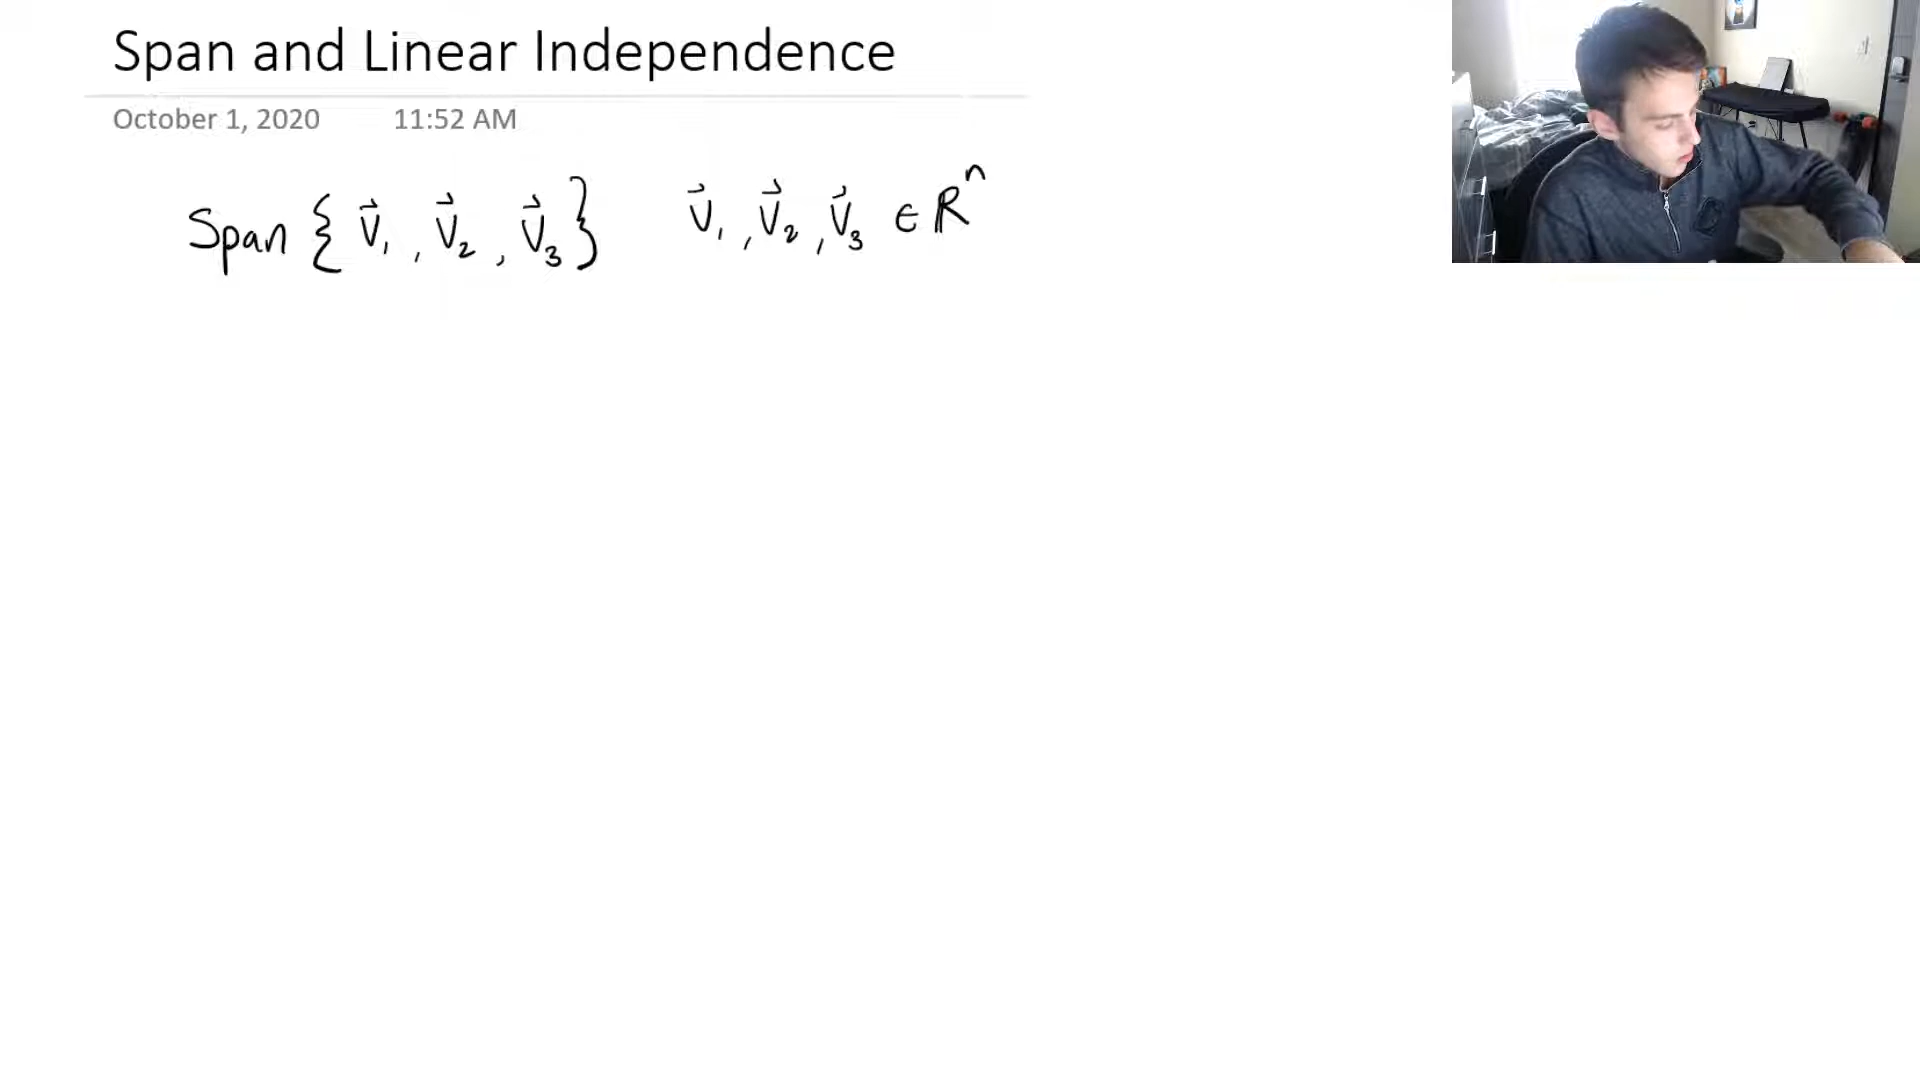 Span and Linear Independence
October 1, 2020 11:52 AM
Span { v⃗₁, v⃗₂, v⃗₃ } v⃗₁, v⃗₂, v⃗₃ ∈ ℝⁿ